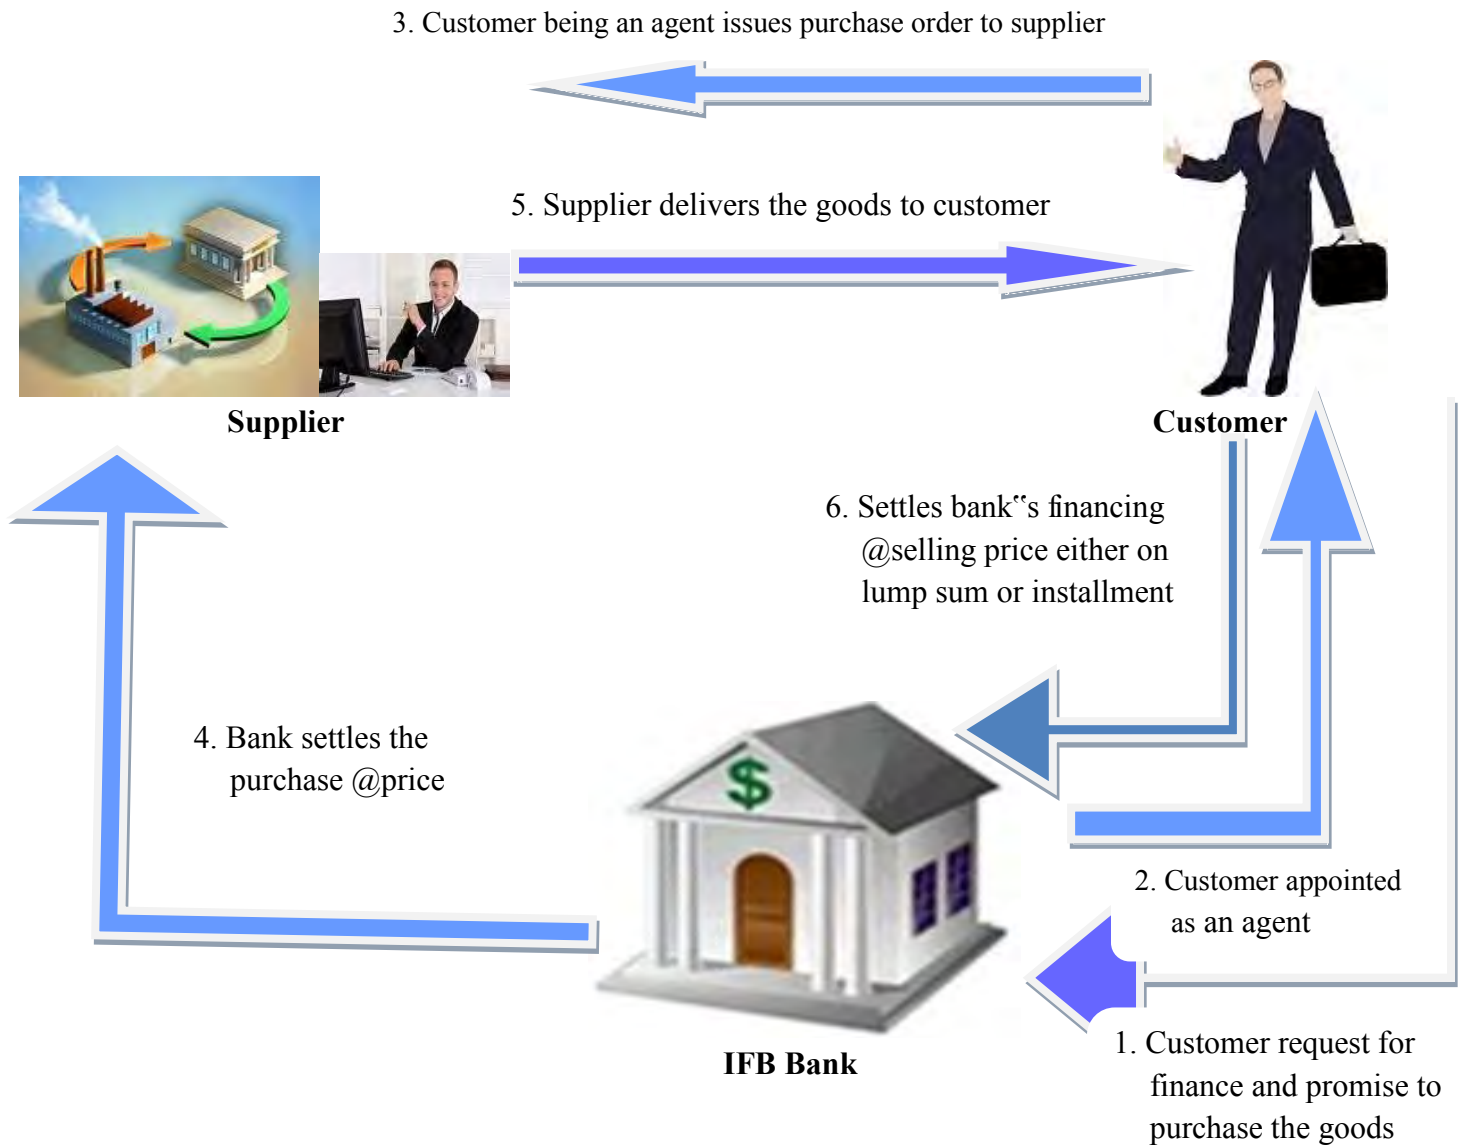 3. Customer being an agent issues purchase order to supplier
5. Supplier delivers the goods to customer
Supplier
Customer
6. Settles bank‟s financing
@selling price either on
lump sum or installment
4. Bank settles the
purchase @price
$
2. Customer appointed
as an agent
IFB Bank
1. Customer request for
finance and promise to
purchase the goods